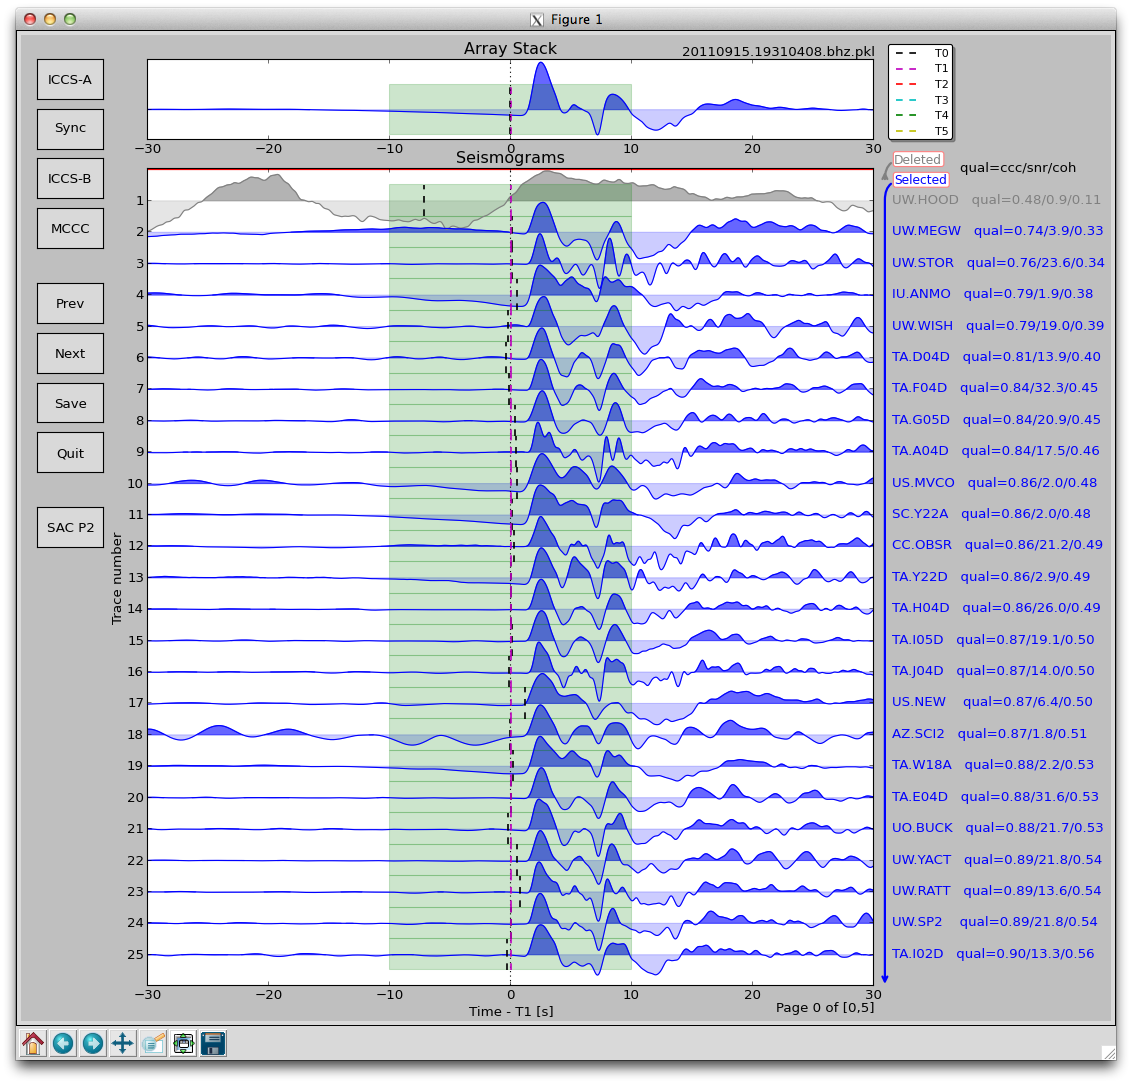 Figure 1
Array Stack
20110915.19310408.bhz.pkl
ICCS-A
Sync
ICCS-B
MCCC
Prev
Next
Save
Quit
SAC P2
T0
T1
T2
T3
T4
T5
−30 −20 −10 0 10 20 30
Seismograms
Deleted
Selected
qual=ccc/snr/coh
Trace number
1 UW.HOOD qual=0.48/0.9/0.11
2 UW.MEGW qual=0.74/3.9/0.33
3 UW.STOR qual=0.76/23.6/0.34
4 IU.ANMO qual=0.79/1.9/0.38
5 UW.WISH qual=0.79/19.0/0.39
6 TA.D04D qual=0.81/13.9/0.40
7 TA.F04D qual=0.84/32.3/0.45
8 TA.G05D qual=0.84/20.9/0.45
9 TA.A04D qual=0.84/17.5/0.46
10 US.MVCO qual=0.86/2.0/0.48
11 SC.Y22A qual=0.86/2.0/0.48
12 CC.OBSR qual=0.86/21.2/0.49
13 TA.Y22D qual=0.86/2.9/0.49
14 TA.H04D qual=0.86/26.0/0.49
15 TA.I05D qual=0.87/19.1/0.50
16 TA.J04D qual=0.87/14.0/0.50
17 US.NEW qual=0.87/6.4/0.50
18 AZ.SCI2 qual=0.87/1.8/0.51
19 TA.W18A qual=0.88/2.2/0.53
20 TA.E04D qual=0.88/31.6/0.53
21 UO.BUCK qual=0.88/21.7/0.53
22 UW.YACT qual=0.89/21.8/0.54
23 UW.RATT qual=0.89/13.6/0.54
24 UW.SP2 qual=0.89/21.8/0.54
25 TA.I02D qual=0.90/13.3/0.56
−30 −20 −10 0 10 20 30
Time - T1 [s]
Page 0 of [0,5]